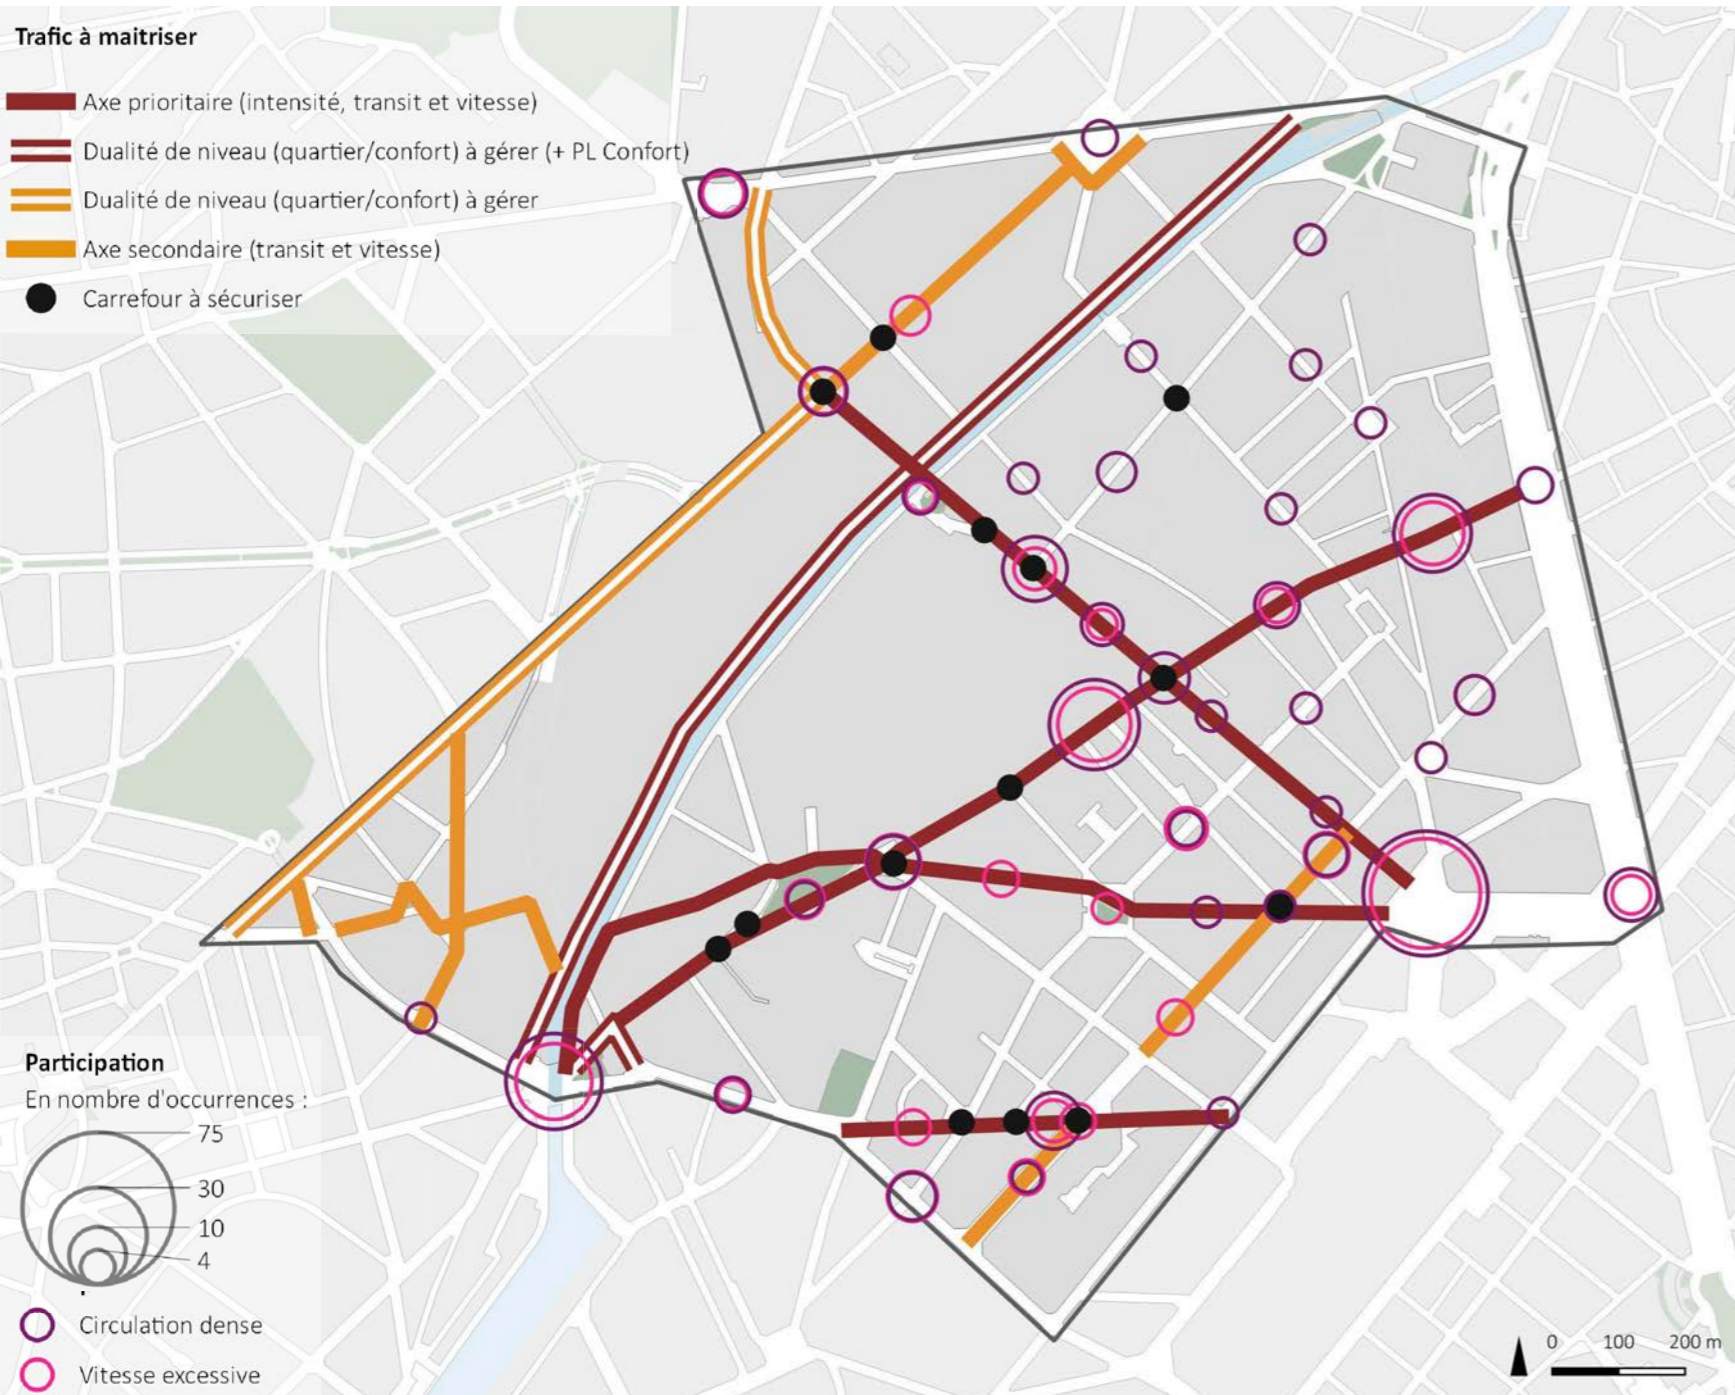 Trafic à maitriser
Axe prioritaire (intensité, transit et vitesse)
Dualité de niveau (quartier/confort) à gérer (+ PL Confort)
Dualité de niveau (quartier/confort) à gérer
Axe secondaire (transit et vitesse)
Carrefour à sécuriser
Participation
En nombre d'occurrences :
75
30
10
4
Circulation dense
Vitesse excessive
0 100 200 m